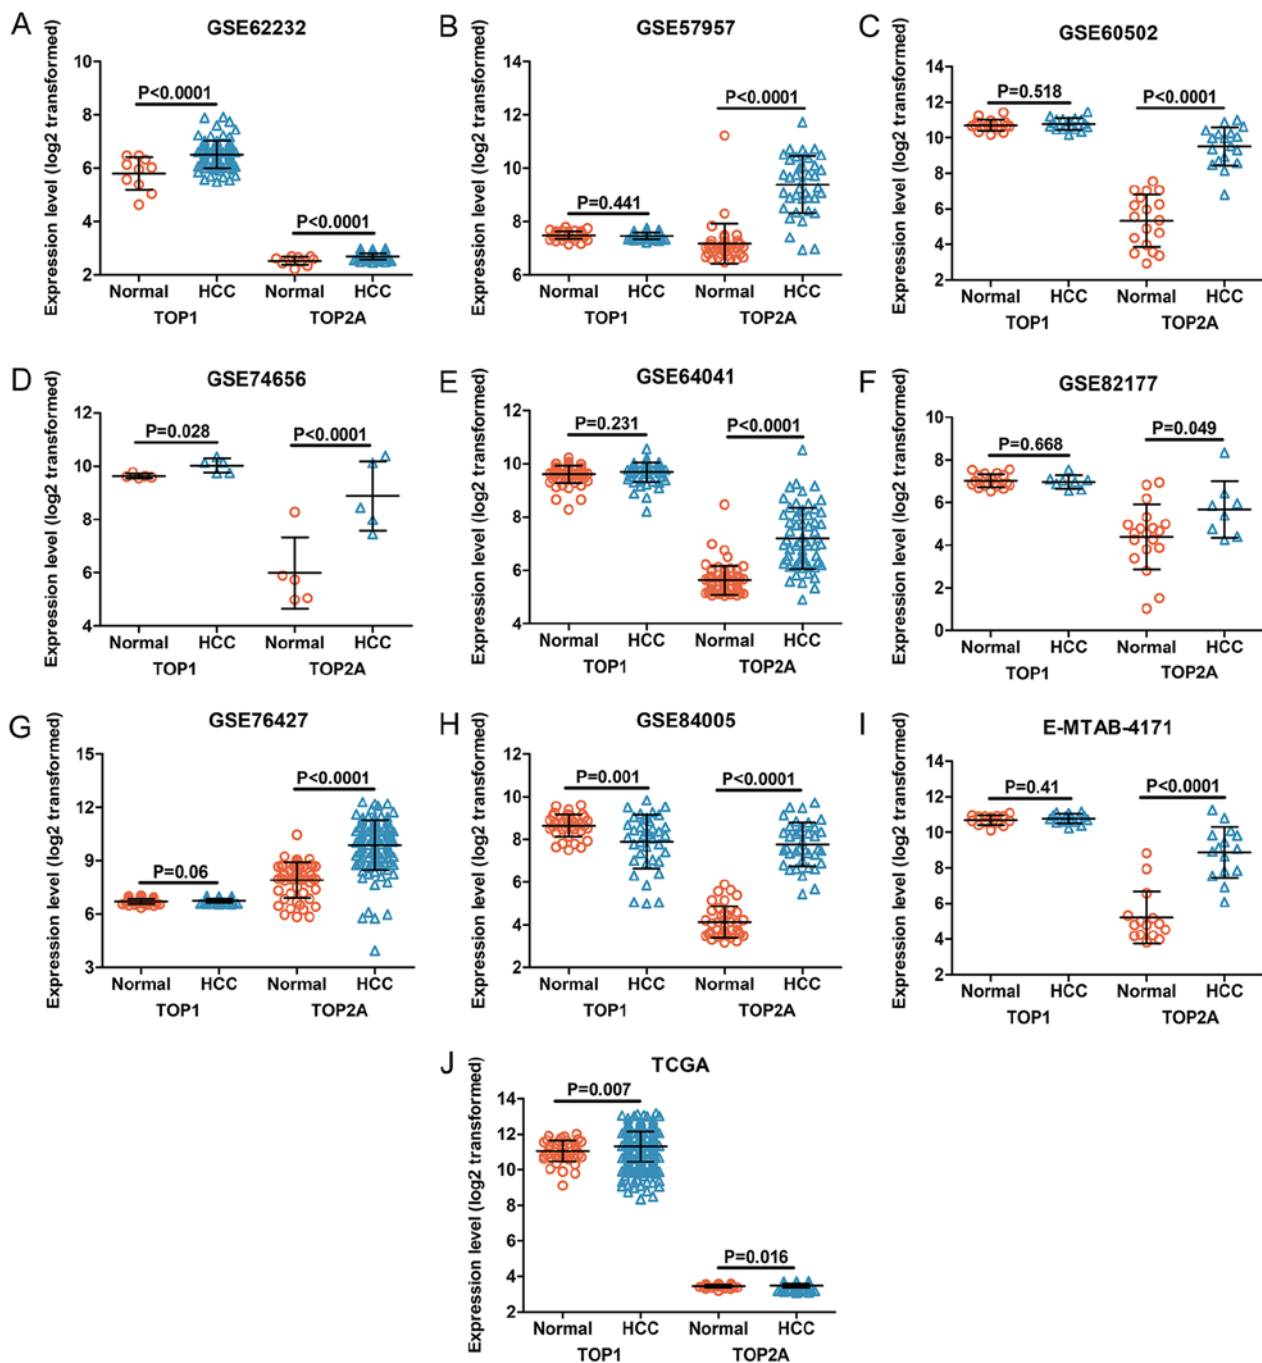 A
GSE62232
Expression level (log2 transformed)
10
8
6
4
2
P<0.0001
P<0.0001
Normal HCC Normal HCC
TOP1 TOP2A
B
GSE57957
Expression level (log2 transformed)
14
12
10
8
6
P=0.441
P<0.0001
Normal HCC Normal HCC
TOP1 TOP2A
C
GSE60502
Expression level (log2 transformed)
14
12
10
8
6
4
2
P=0.518
P<0.0001
Normal HCC Normal HCC
TOP1 TOP2A
D
GSE74656
Expression level (log2 transformed)
12
10
8
6
4
P=0.028
P<0.0001
Normal HCC Normal HCC
TOP1 TOP2A
E
GSE64041
Expression level (log2 transformed)
12
10
8
6
4
P=0.231
P<0.0001
Normal HCC Normal HCC
TOP1 TOP2A
F
GSE82177
Expression level (log2 transformed)
10
8
6
4
2
0
P=0.668
P=0.049
Normal HCC Normal HCC
TOP1 TOP2A
G
GSE76427
Expression level (log2 transformed)
15
12
9
6
3
P=0.06
P<0.0001
Normal HCC Normal HCC
TOP1 TOP2A
H
GSE84005
Expression level (log2 transformed)
12
10
8
6
4
2
P=0.001
P<0.0001
Normal HCC Normal HCC
TOP1 TOP2A
I
E-MTAB-4171
Expression level (log2 transformed)
14
12
10
8
6
4
2
P=0.41
P<0.0001
Normal HCC Normal HCC
TOP1 TOP2A
J
TCGA
Expression level (log2 transformed)
14
12
10
8
6
4
2
P=0.007
P=0.016
Normal HCC Normal HCC
TOP1 TOP2A